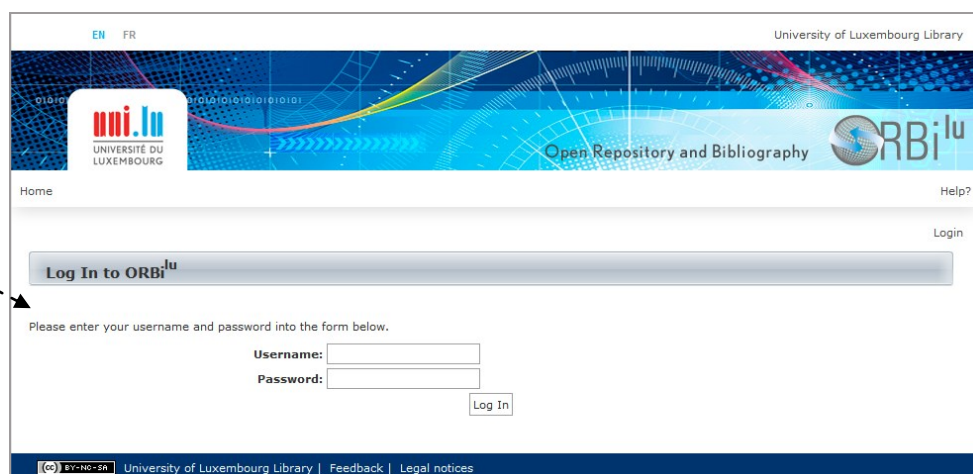 EN FR
University of Luxembourg Library
uni.lu
UNIVERSITÉ DU
LUXEMBOURG
Open Repository and Bibliography
ORBi lu
Home
Help?
Login
Log In to ORBi lu
Please enter your username and password into the form below.
Username:
Password:
Log In
(cc) BY-NC-SA University of Luxembourg Library | Feedback | Legal notices